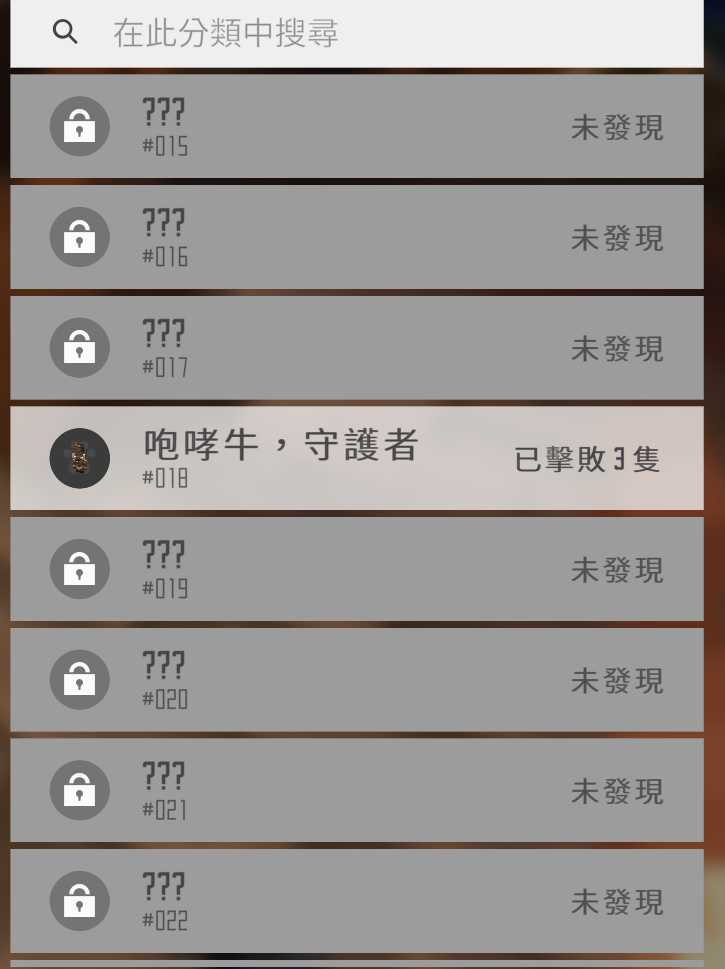 在此分類中搜尋
???
#015
未發現
???
#016
未發現
???
#017
未發現
咆哮牛，守護者
#018
已擊敗3隻
???
#019
未發現
???
#020
未發現
???
#021
未發現
???
#022
未發現